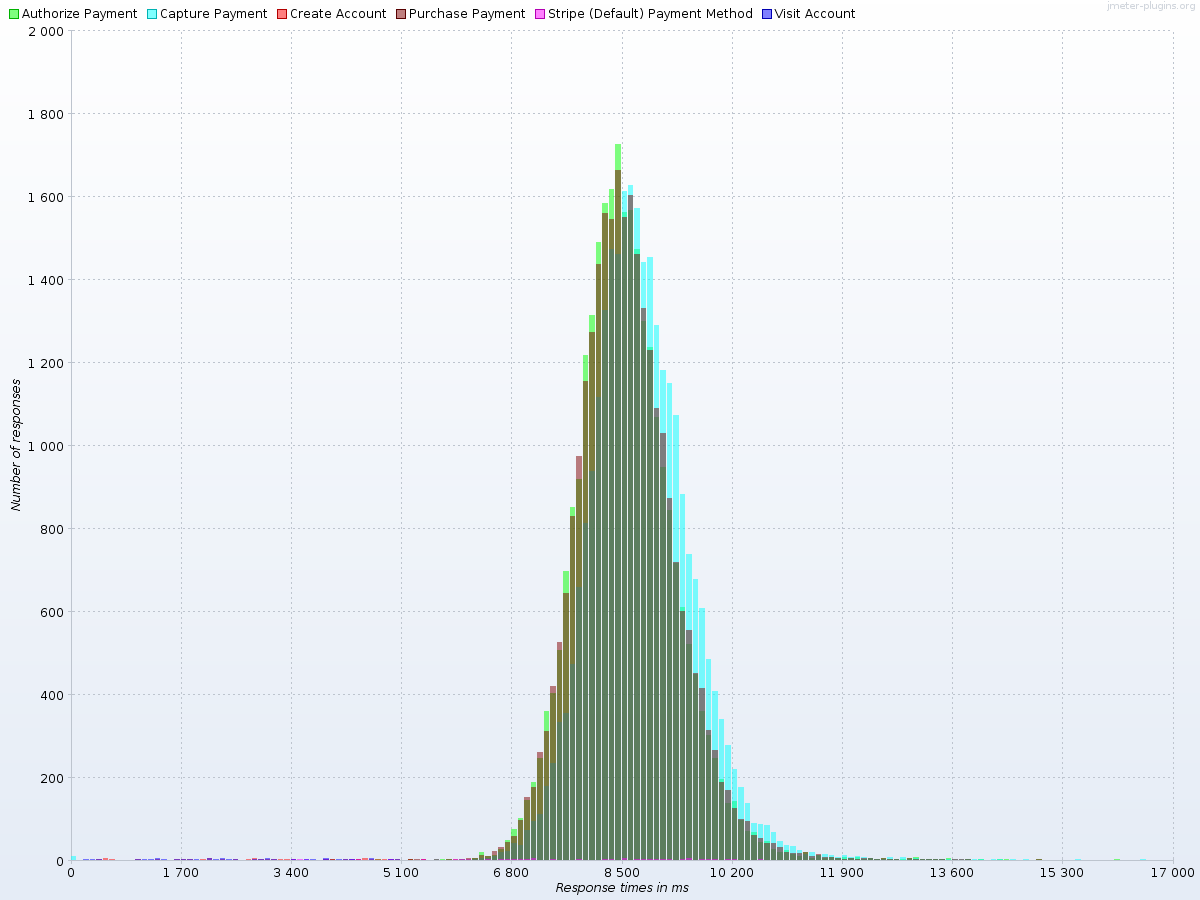 jmeter-plugins.org
Authorize Payment Capture Payment Create Account Purchase Payment Stripe (Default) Payment Method Visit Account
2 000
1 800
1 600
1 400
1 200
1 000
800
600
400
200
0
Number of responses
0 1 700 3 400 5 100 6 800 8 500 10 200 11 900 13 600 15 300 17 000
Response times in ms